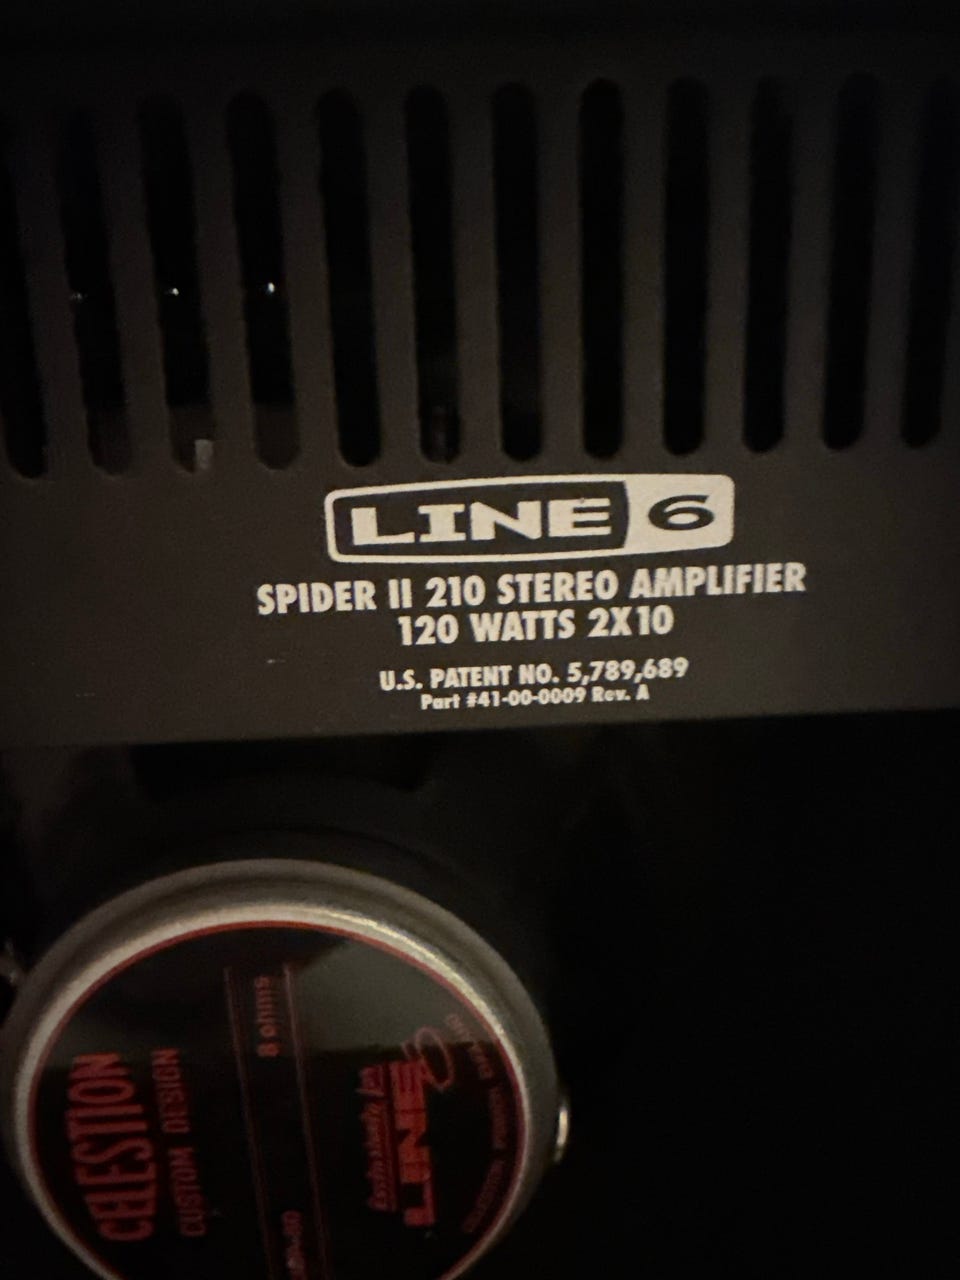 LINE 6
SPIDER II 210 STEREO AMPLIFIER
120 WATTS 2X10
U.S. PATENT NO. 5,789,689
Part #41-00-0009 Rev. A
CELESTION
CUSTOM DESIGN
8 ohms
Exclusively for
LINE 6